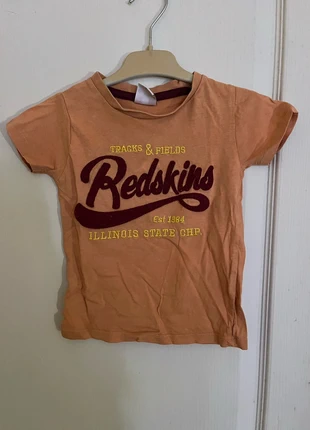 TRACKS & FIELDS
Redskins
Est 1984
ILLINOIS STATE CHP.